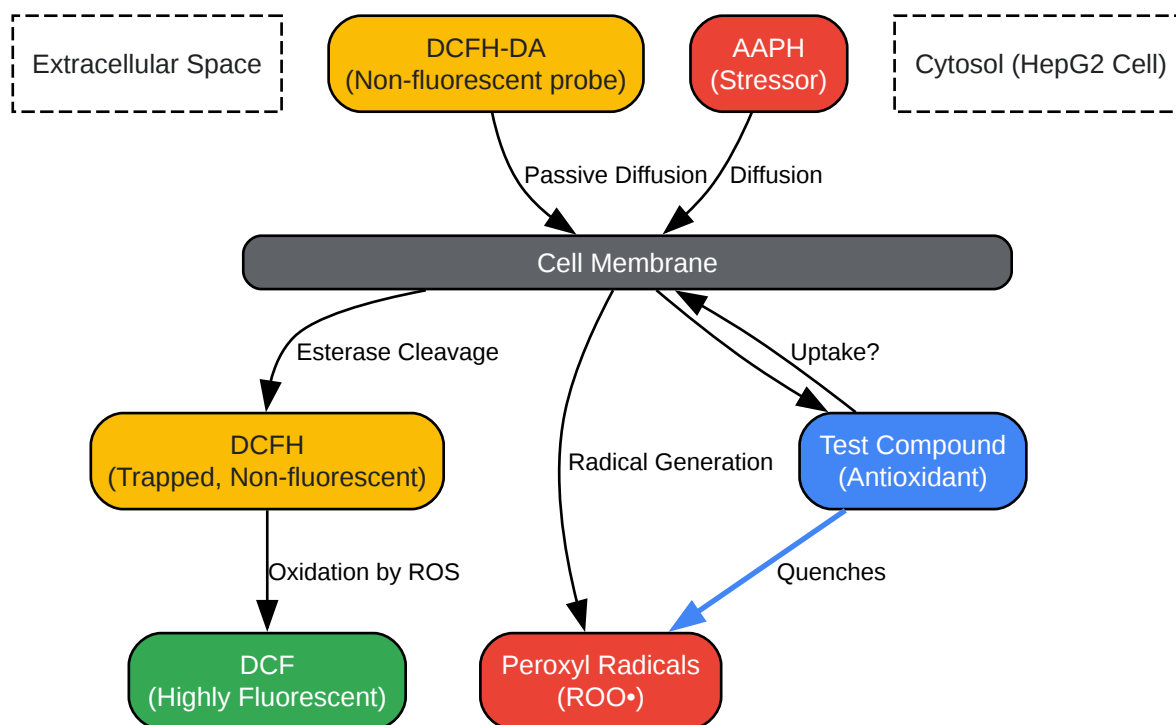 Extracellular Space
DCFH-DA
(Non-fluorescent probe)
AAPH
(Stressor)
Cytosol (HepG2 Cell)
Passive Diffusion
Diffusion
Cell Membrane
Esterase Cleavage
Uptake?
DCFH
(Trapped, Non-fluorescent)
Radical Generation
Test Compound
(Antioxidant)
Oxidation by ROS
Quenches
DCF
(Highly Fluorescent)
Peroxyl Radicals
(ROO•)